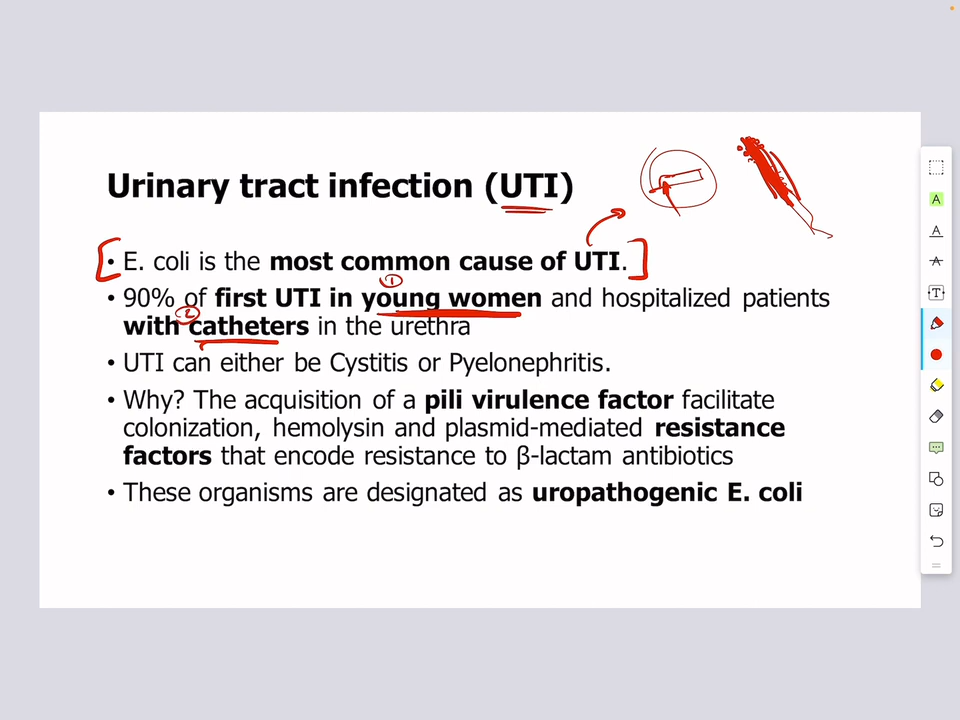 Urinary tract infection (UTI)
• E. coli is the most common cause of UTI.
①
• 90% of first UTI in young women and hospitalized patients
②
with catheters in the urethra
• UTI can either be Cystitis or Pyelonephritis.
• Why? The acquisition of a pili virulence factor facilitate
colonization, hemolysin and plasmid-mediated resistance
factors that encode resistance to β-lactam antibiotics
• These organisms are designated as uropathogenic E. coli
A
A
A
T